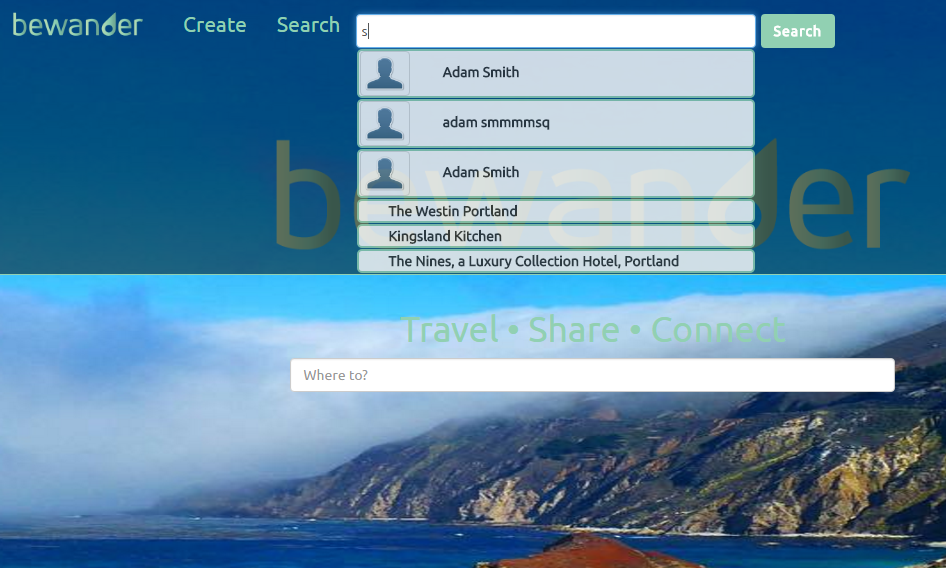 bewander Create Search s Search
Adam Smith
adam smmmmsq
Adam Smith
bewander
The Westin Portland
Kingsland Kitchen
The Nines, a Luxury Collection Hotel, Portland
Travel • Share • Connect
Where to?